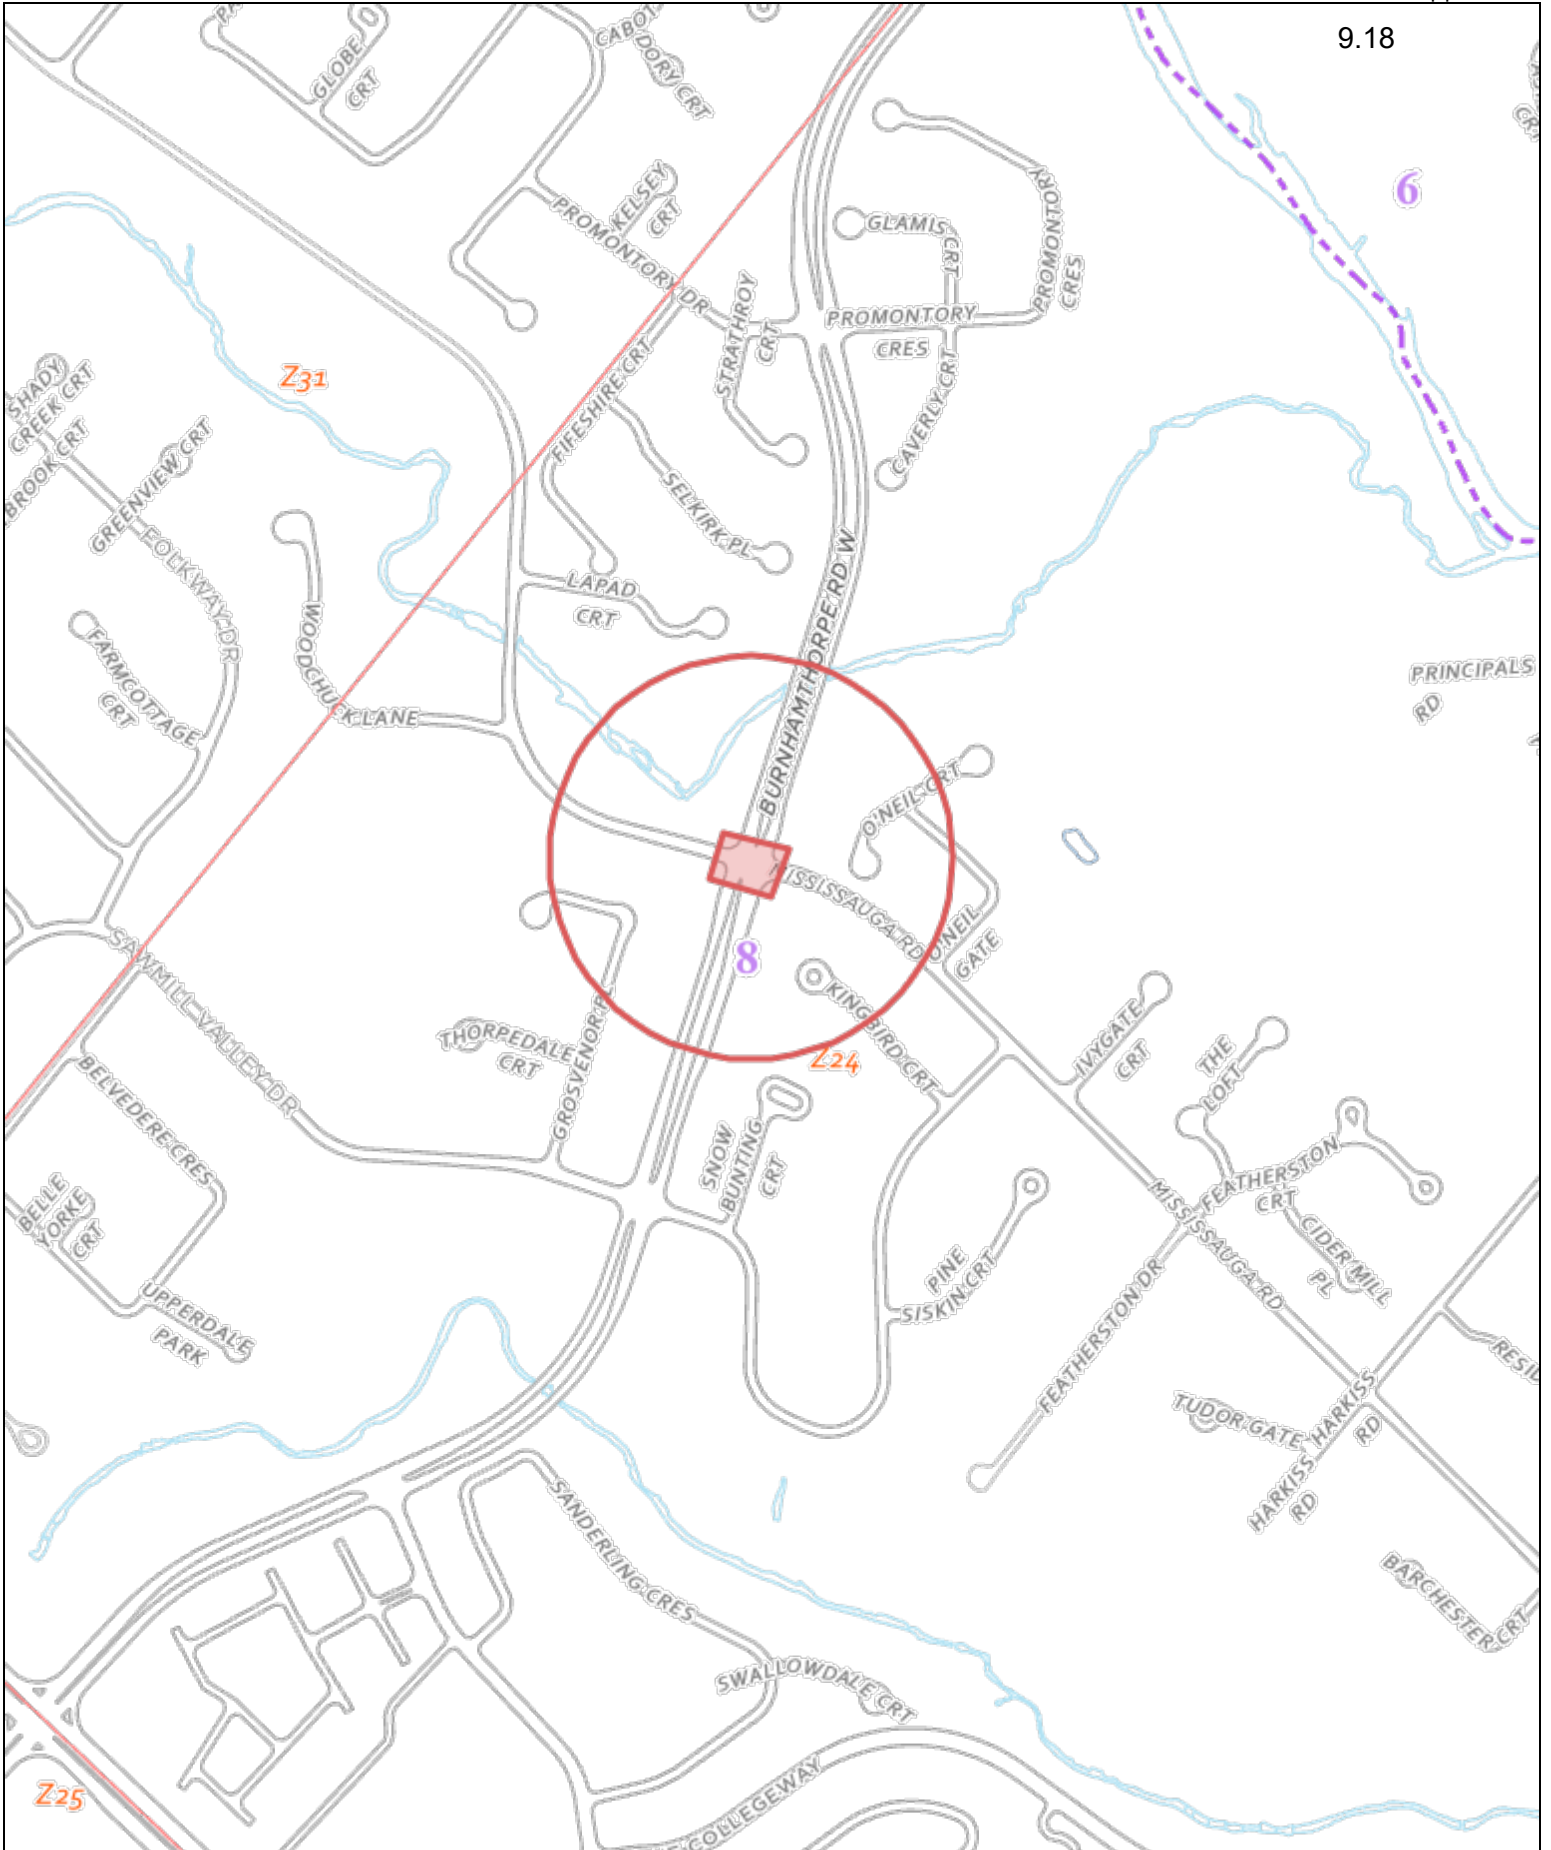 9.18
GLOBE
CRT
CABOT
DORY CRT
6
KELSEY
CRT
PROMONTORY DR
GLAMIS
CRT
PROMONTORY
CRES
PROMONTORY
CRES
STRATHROY
CRT
FIFESHIRE CRT
CAVERLY CRT
Z31
SHADY
CREEK CRT
BROOK CRT
GREENVIEW CRT
FOLKWAY DR
SELKIRK PL
LAPAD
CRT
BURNHAMTHORPE RD W
WOODCHUCK LANE
FARMCOTTAGE
CRT
PRINCIPALS
RD
O'NEIL CRT
MISSISSAUGA RD
O'NEIL
GATE
8
SAWMILL VALLEY DR
KINGBIRD CRT
Z24
THORPEDALE
CRT
GROSVENOR PL
IVYGATE
CRT
THE
LOFT
BELVEDERE CRES
SNOW
BUNTING
CRT
FEATHERSTON
CRT
MISSISSAUGA RD
BELLE
YORKE
CRT
CIDER MILL
PL
PINE
SISKIN CRT
FEATHERSTON DR
UPPERDALE
PARK
RESID
TUDOR GATE
HARKISS
RD
HARKISS
RD
SANDERLING CRES
BARCHESTER CRT
SWALLOWDALE CRT
Z25
COLLEGEWAY